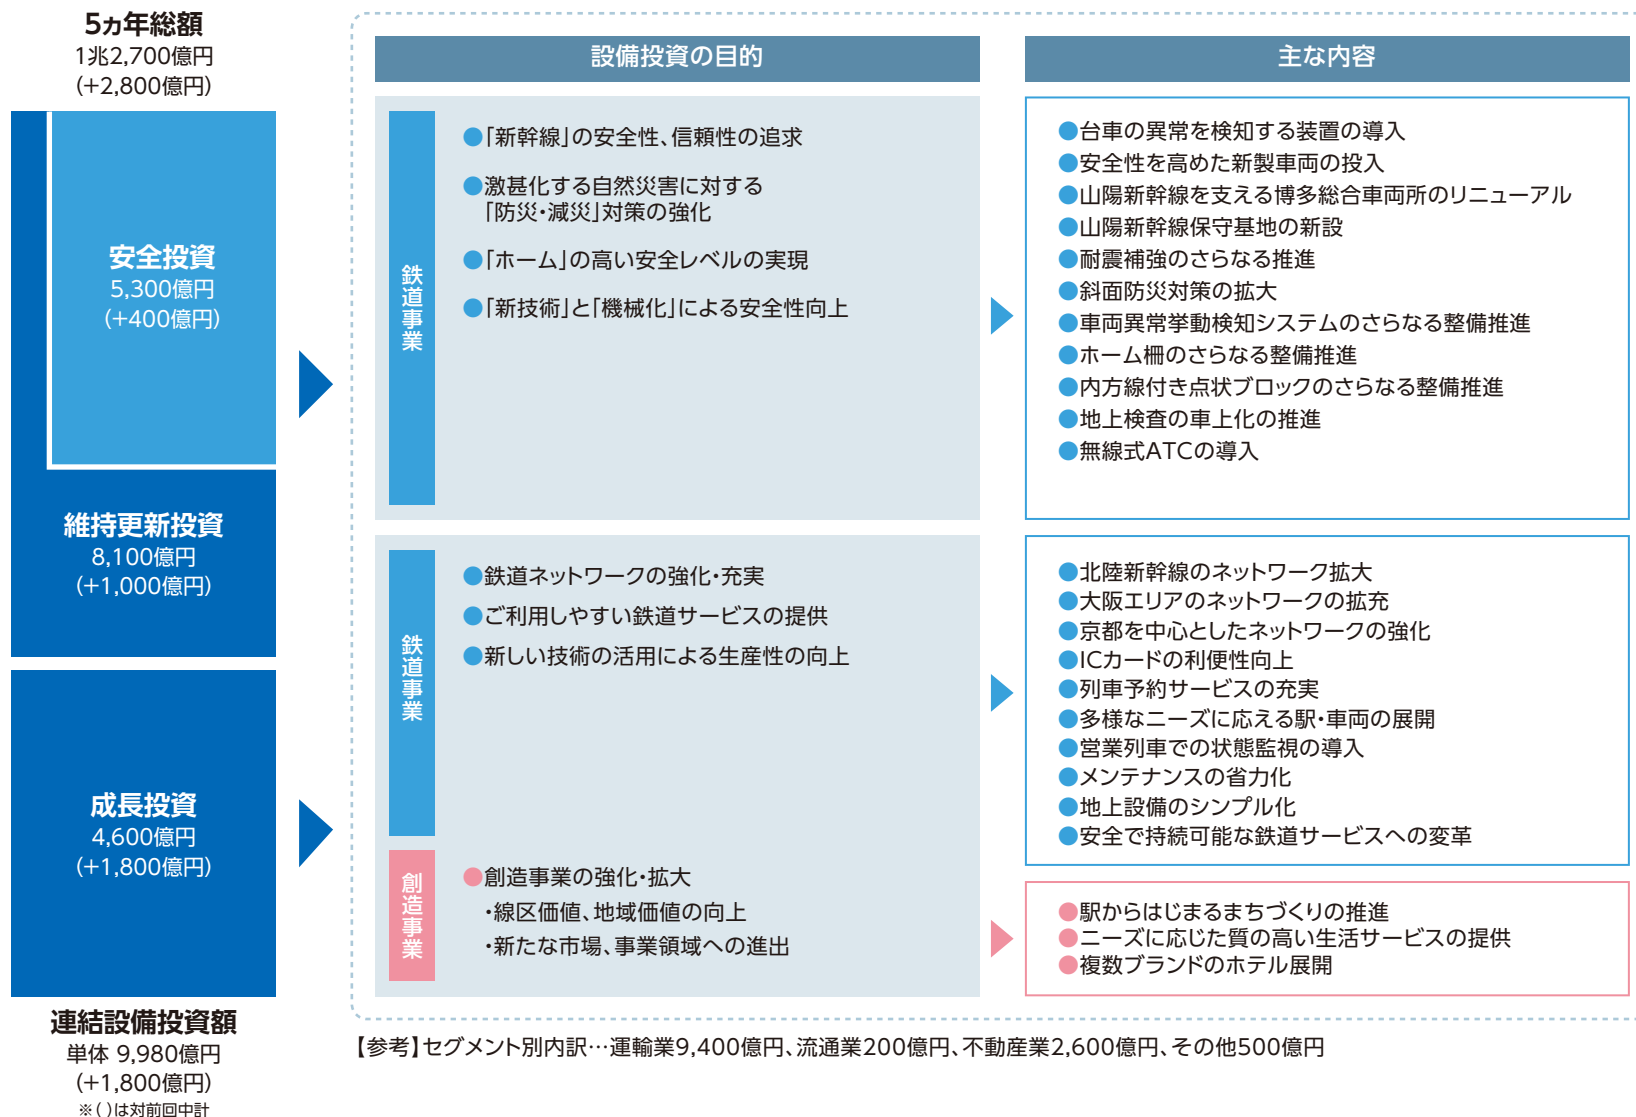 5ヵ年総額
1兆2,700億円
(+2,800億円)
安全投資
5,300億円
(+400億円)
維持更新投資
8,100億円
(+1,000億円)
成長投資
4,600億円
(+1,800億円)
連結設備投資額
単体 9,980億円
(+1,800億円)
※( )は対前回中計
設備投資の目的
鉄道事業
●「新幹線」の安全性、信頼性の追求
●激甚化する自然災害に対する
「防災・減災」対策の強化
●「ホーム」の高い安全レベルの実現
●「新技術」と「機械化」による安全性向上
主な内容
●台車の異常を検知する装置の導入
●安全性を高めた新製車両の投入
●山陽新幹線を支える博多総合車両所のリニューアル
●山陽新幹線保守基地の新設
●耐震補強のさらなる推進
●斜面防災対策の拡大
●車両異常挙動検知システムのさらなる整備推進
●ホーム柵のさらなる整備推進
●内方線付き点状ブロックのさらなる整備推進
●地上検査の車上化の推進
●無線式ATCの導入
鉄道事業
●鉄道ネットワークの強化・充実
●ご利用しやすい鉄道サービスの提供
●新しい技術の活用による生産性の向上
●北陸新幹線のネットワーク拡大
●大阪エリアのネットワークの拡充
●京都を中心としたネットワークの強化
●ICカードの利便性向上
●列車予約サービスの充実
●多様なニーズに応える駅・車両の展開
●営業列車での状態監視の導入
●メンテナンスの省力化
●地上設備のシンプル化
●安全で持続可能な鉄道サービスへの変革
創造事業
●創造事業の強化・拡大
・線区価値、地域価値の向上
・新たな市場、事業領域への進出
●駅からはじまるまちづくりの推進
●ニーズに応じた質の高い生活サービスの提供
●複数ブランドのホテル展開
【参考】セグメント別内訳…運輸業9,400億円、流通業200億円、不動産業2,600億円、その他500億円